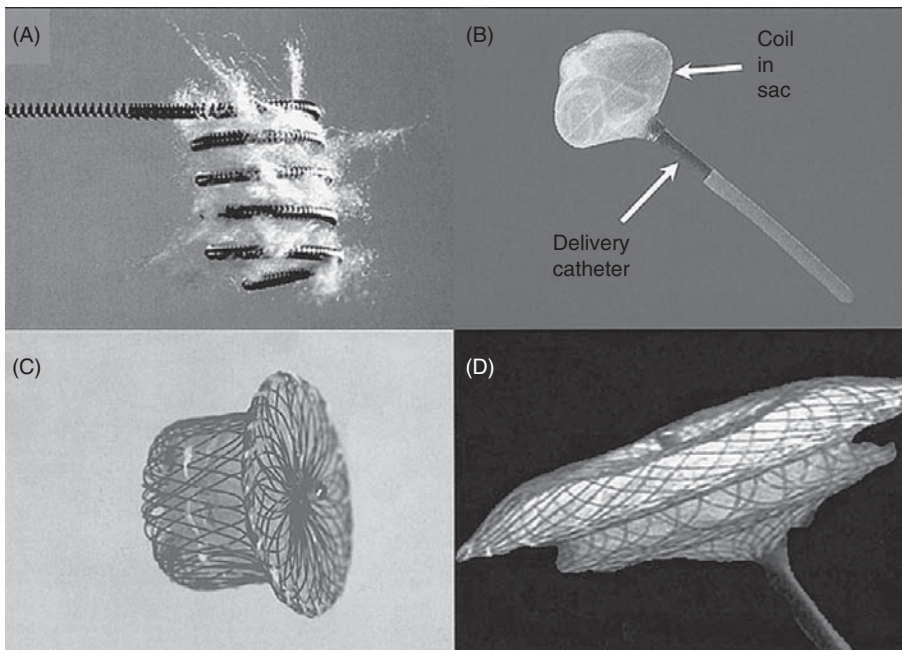 (A)
(B)
Coil
in
sac
Delivery
catheter
(C)
(D)